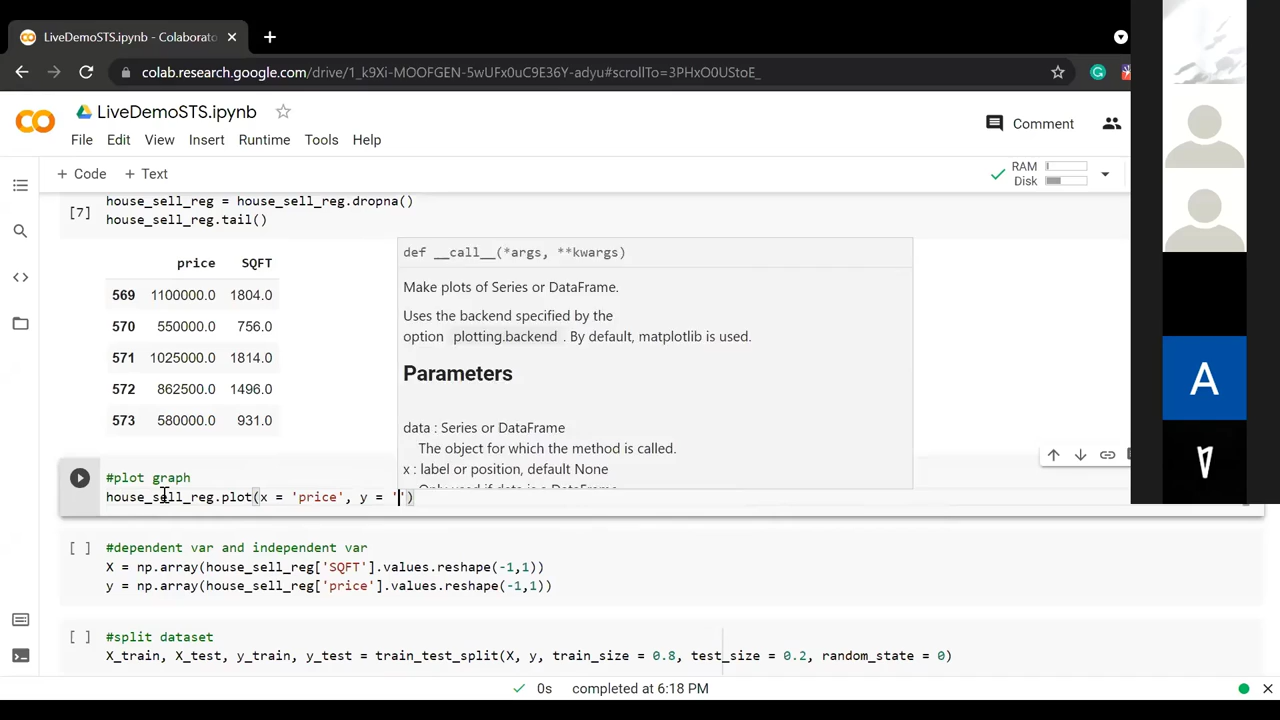 LiveDemoSTS.ipynb - Colaborato
colab.research.google.com/drive/1_k9Xi-MOOFGEN-5wUFx0uC9E36Y-adyu#scrollTo=3PHxO0UStoE_
CO LiveDemoSTS.ipynb
Comment
File Edit View Insert Runtime Tools Help
+ Code + Text
RAM
Disk
house_sell_reg = house_sell_reg.dropna()
[7]
house_sell_reg.tail()
def __call__(*args, **kwargs)
price SQFT
Make plots of Series or DataFrame.
569 1100000.0 1804.0
Uses the backend specified by the
570 550000.0 756.0
option plotting.backend . By default, matplotlib is used.
571 1025000.0 1814.0
Parameters
572 862500.0 1496.0
A
573 580000.0 931.0
data : Series or DataFrame
The object for which the method is called.
x : label or position, default None
Only used if data is a DataFrame
#plot graph
house_sell_reg.plot(x = 'price', y = '')
[ ] #dependent var and independent var
X = np.array(house_sell_reg['SQFT'].values.reshape(-1,1))
y = np.array(house_sell_reg['price'].values.reshape(-1,1))
[ ] #split dataset
X_train, X_test, y_train, y_test = train_test_split(X, y, train_size = 0.8, test_size = 0.2, random_state = 0)
0s completed at 6:18 PM